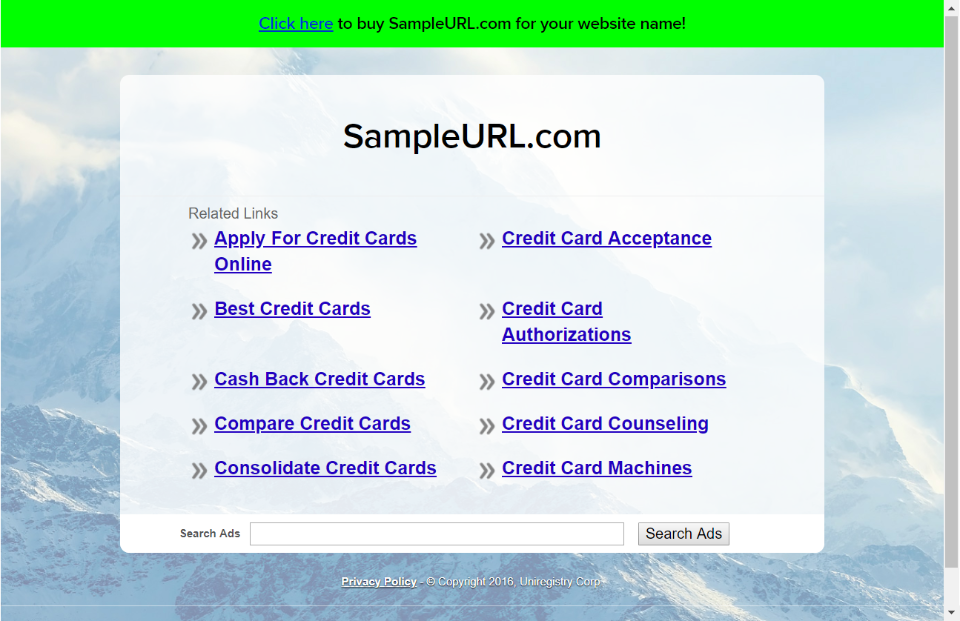 Click here to buy SampleURL.com for your website name!
SampleURL.com
Related Links
Apply For Credit Cards
Online
Credit Card Acceptance
Best Credit Cards
Credit Card
Authorizations
Cash Back Credit Cards
Credit Card Comparisons
Compare Credit Cards
Credit Card Counseling
Consolidate Credit Cards
Credit Card Machines
Search Ads
Search Ads
Privacy Policy - © Copyright 2016, Uniregistry Corp.